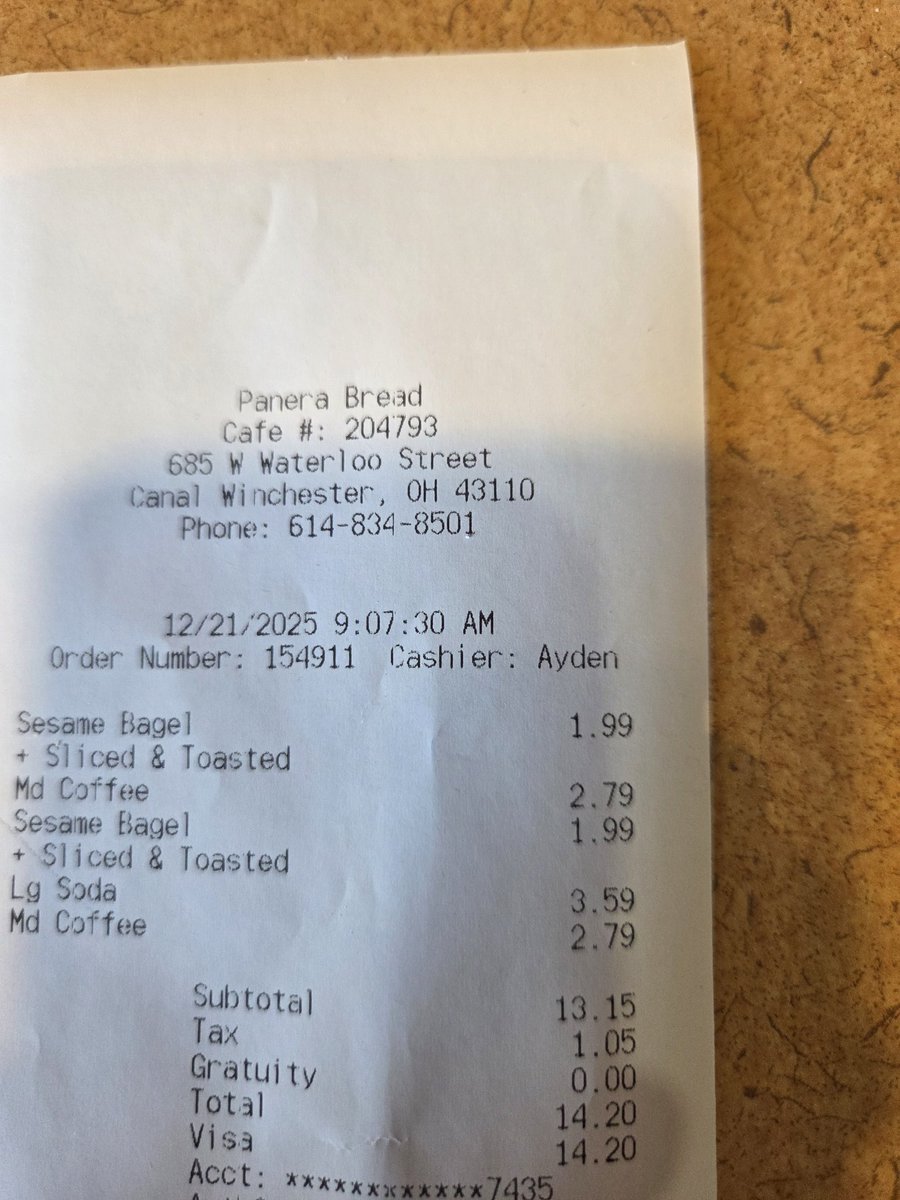 Panera Bread
Cafe #: 204793
685 W Waterloo Street
Canal Winchester, OH 43110
Phone: 614-834-8501
12/21/2025 9:07:30 AM
Order Number: 154911 Cashier: Ayden
Sesame Bagel 1.99
+ Sliced & Toasted
Md Coffee 2.79
Sesame Bagel 1.99
+ Sliced & Toasted
Lg Soda 3.59
Md Coffee 2.79
Subtotal 13.15
Tax 1.05
Gratuity 0.00
Total 14.20
Visa 14.20
Acct: ************7435